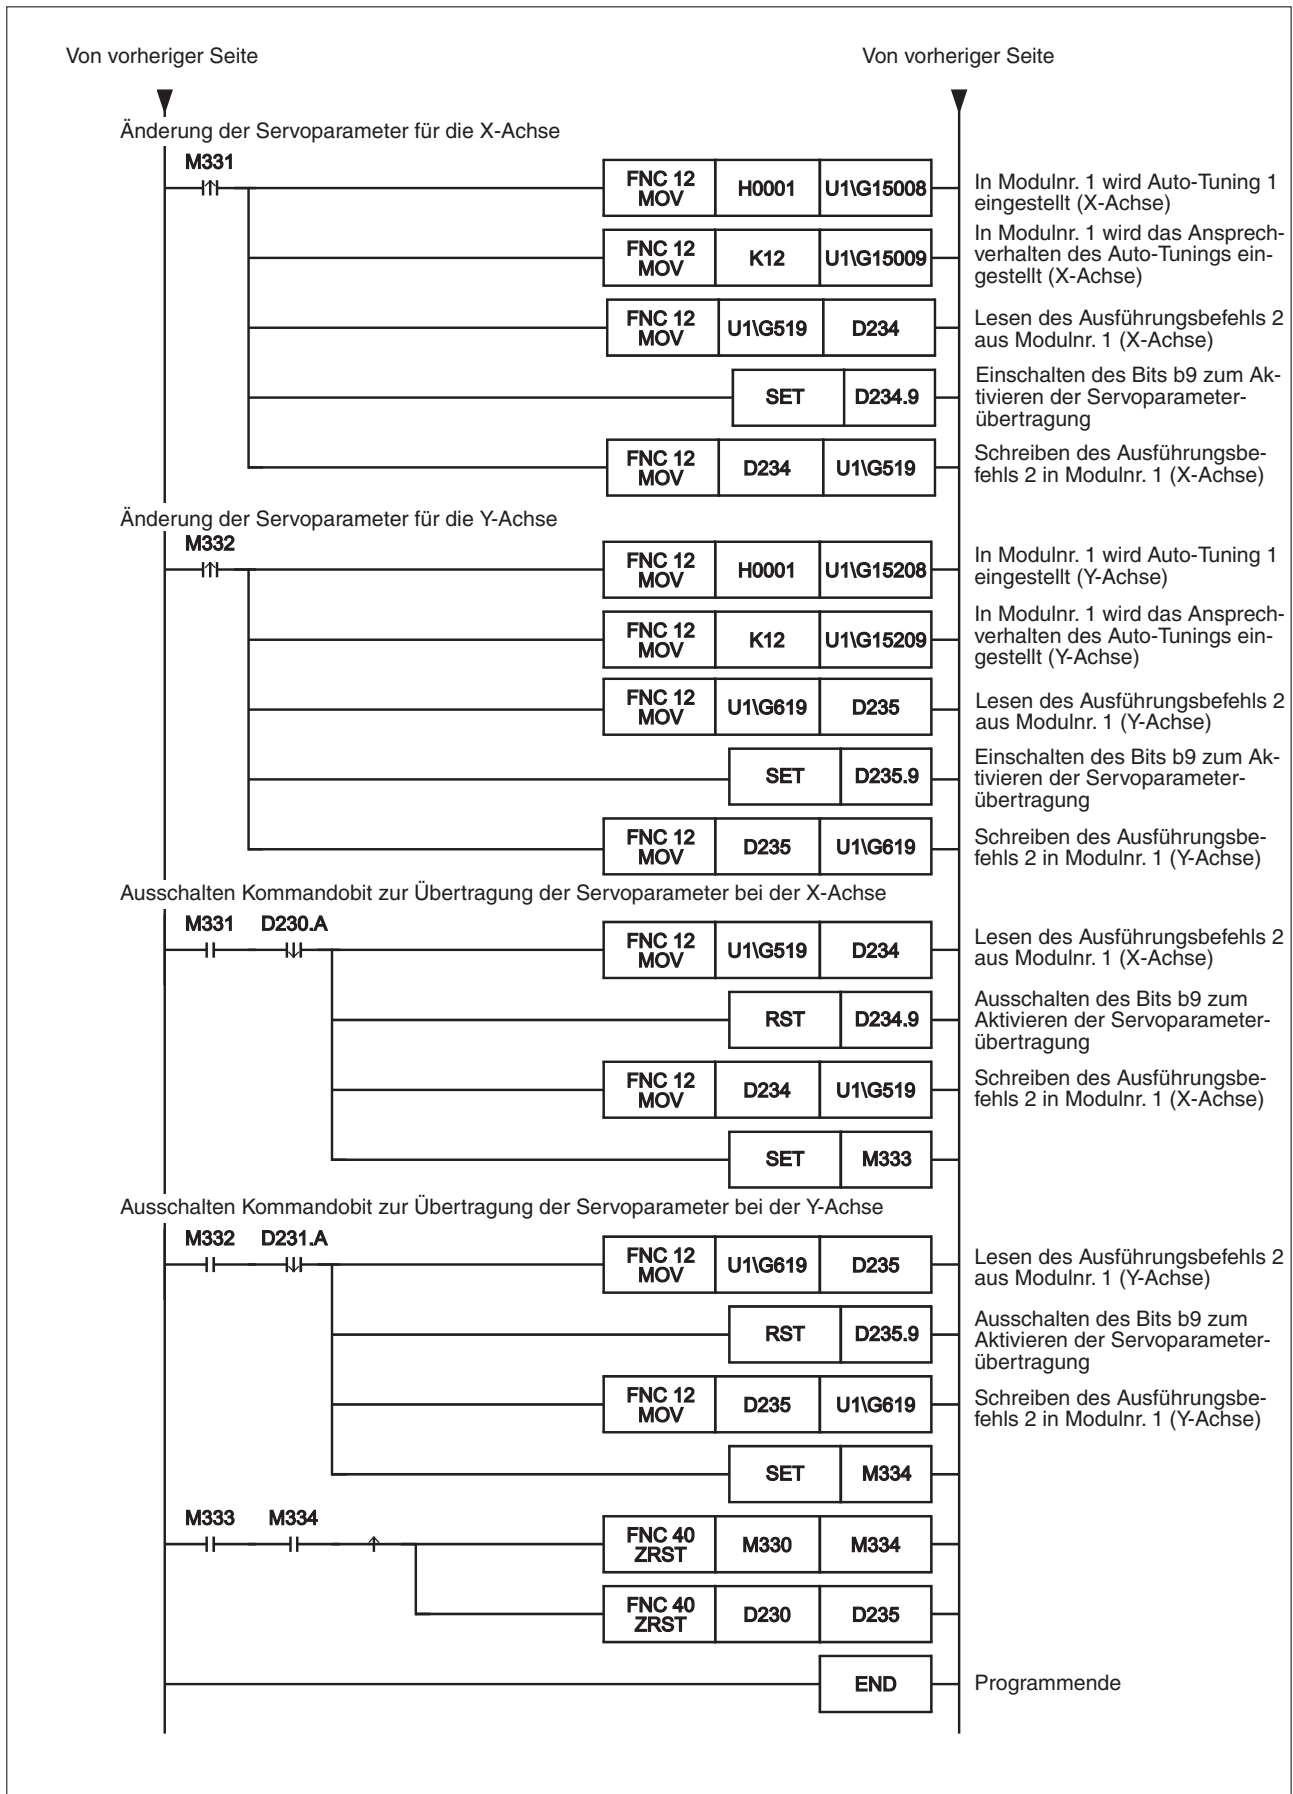 Von vorheriger Seite
Von vorheriger Seite
Änderung der Servoparameter für die X-Achse
M331
FNC 12
MOV
H0001
U1\G15008
In Modulnr. 1 wird Auto-Tuning 1
eingestellt (X-Achse)
FNC 12
MOV
K12
U1\G15009
In Modulnr. 1 wird das Ansprech-
verhalten des Auto-Tunings ein-
gestellt (X-Achse)
FNC 12
MOV
U1\G519
D234
Lesen des Ausführungsbefehls 2
aus Modulnr. 1 (X-Achse)
SET
D234.9
Einschalten des Bits b9 zum Ak-
tivieren der Servoparameter-
übertragung
FNC 12
MOV
D234
U1\G519
Schreiben des Ausführungsbe-
fehls 2 in Modulnr. 1 (X-Achse)
Änderung der Servoparameter für die Y-Achse
M332
FNC 12
MOV
H0001
U1\G15208
In Modulnr. 1 wird Auto-Tuning 1
eingestellt (Y-Achse)
FNC 12
MOV
K12
U1\G15209
In Modulnr. 1 wird das Ansprech-
verhalten des Auto-Tunings ein-
gestellt (Y-Achse)
FNC 12
MOV
U1\G619
D235
Lesen des Ausführungsbefehls 2
aus Modulnr. 1 (Y-Achse)
SET
D235.9
Einschalten des Bits b9 zum Ak-
tivieren der Servoparameter-
übertragung
FNC 12
MOV
D235
U1\G619
Schreiben des Ausführungsbe-
fehls 2 in Modulnr. 1 (Y-Achse)
Ausschalten Kommandobit zur Übertragung der Servoparameter bei der X-Achse
M331
D230.A
FNC 12
MOV
U1\G519
D234
Lesen des Ausführungsbefehls 2
aus Modulnr. 1 (X-Achse)
RST
D234.9
Ausschalten des Bits b9 zum
Aktivieren der Servoparameter-
übertragung
FNC 12
MOV
D234
U1\G519
Schreiben des Ausführungsbe-
fehls 2 in Modulnr. 1 (X-Achse)
SET
M333
Ausschalten Kommandobit zur Übertragung der Servoparameter bei der Y-Achse
M332
D231.A
FNC 12
MOV
U1\G619
D235
Lesen des Ausführungsbefehls 2
aus Modulnr. 1 (Y-Achse)
RST
D235.9
Ausschalten des Bits b9 zum
Aktivieren der Servoparameter-
übertragung
FNC 12
MOV
D235
U1\G619
Schreiben des Ausführungsbe-
fehls 2 in Modulnr. 1 (Y-Achse)
SET
M334
M333
M334
FNC 40
ZRST
M330
M334
FNC 40
ZRST
D230
D235
END
Programmende